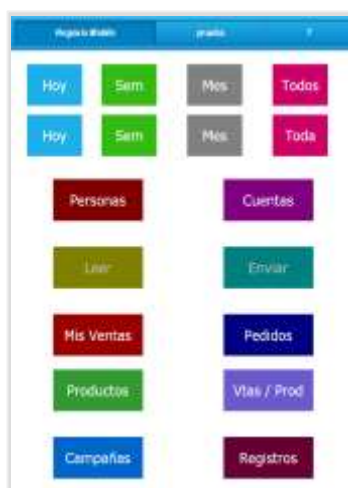 prueba ?
Hoy Sem Mes Todos
Hoy Sem Mes Toda
Personas Cuentas
Leer Enviar
Mis Ventas Pedidos
Productos Vtas / Prod
Campañas Registros